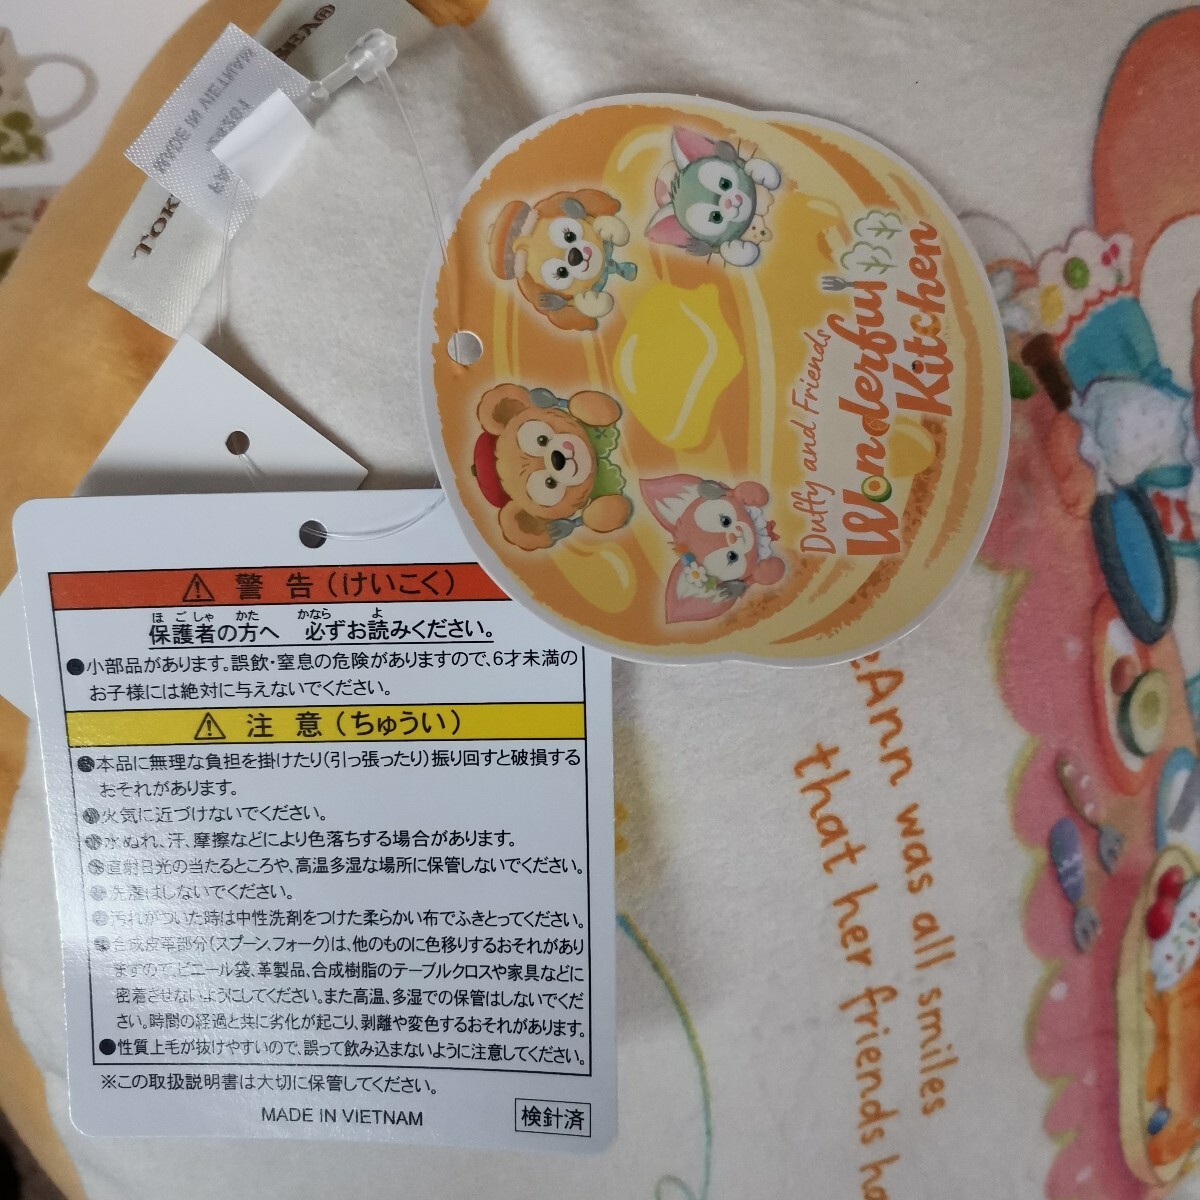 MADE IN VIETNAM
TOK
SEA®
Duffy and Friends
Wonderful
Kitchen
警告(けいこく)
ほごしゃ かた かなら よ
保護者の方へ 必ずお読みください。
●小部品があります。誤飲・窒息の危険がありますので、6才未満の
お子様には絶対に与えないでください。
注意(ちゅうい)
●本品に無理な負担を掛けたり(引っ張ったり)振り回すと破損する
おそれがあります。
●火気に近づけないでください。
●水ぬれ、汗、摩擦などにより色落ちする場合があります。
●直射日光の当たるところや、高温多湿な場所に保管しないでください。
●洗濯はしないでください。
●汚れがついた時は中性洗剤をつけた柔らかい布でふきとってください。
●合成皮革部分(スプーン、フォーク)は、他のものに色移りするおそれがあり
ますので、ビニール袋、革製品、合成樹脂のテーブルクロスや家具などに
密着させないようにしてください。また高温、多湿での保管はしないでくだ
さい。時間の経過と共に劣化が起こり、剥離や変色するおそれがあります。
●性質上毛が抜けやすいので、誤って飲み込まないように注意してください。
※この取扱説明書は大切に保管してください。
MADE IN VIETNAM
検針済
eAnn was all smiles
that her friends ha